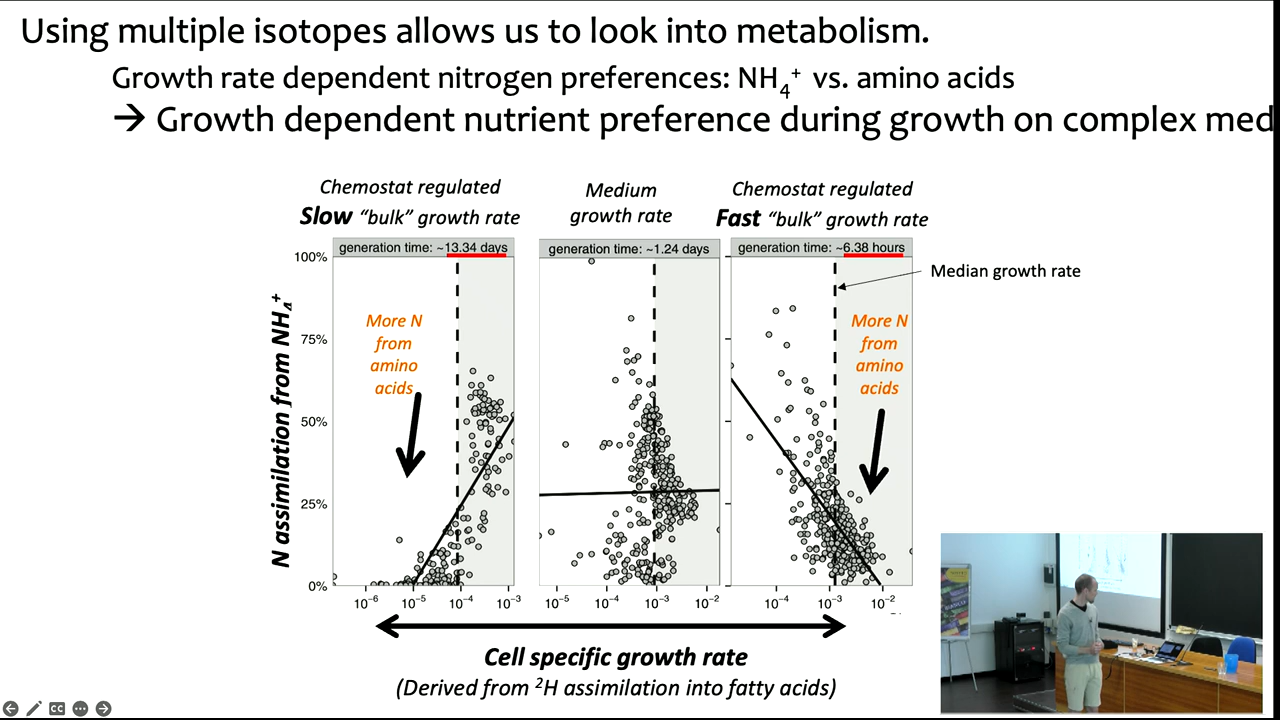 Using multiple isotopes allows us to look into metabolism.
Growth rate dependent nitrogen preferences: NH₄⁺ vs. amino acids
→ Growth dependent nutrient preference during growth on complex med
Chemostat regulated
Slow "bulk" growth rate
Medium
growth rate
Chemostat regulated
Fast "bulk" growth rate
generation time: ~13.34 days
generation time: ~1.24 days
generation time: ~6.38 hours
Median growth rate
N assimilation from NH₄⁺
100%
75%
50%
25%
0%
More N
from
amino
acids
More N
from
amino
acids
10⁻⁶ 10⁻⁵ 10⁻⁴ 10⁻³
10⁻⁵ 10⁻⁴ 10⁻³ 10⁻²
10⁻⁴ 10⁻³ 10⁻²
Cell specific growth rate
(Derived from ²H assimilation into fatty acids)
CC